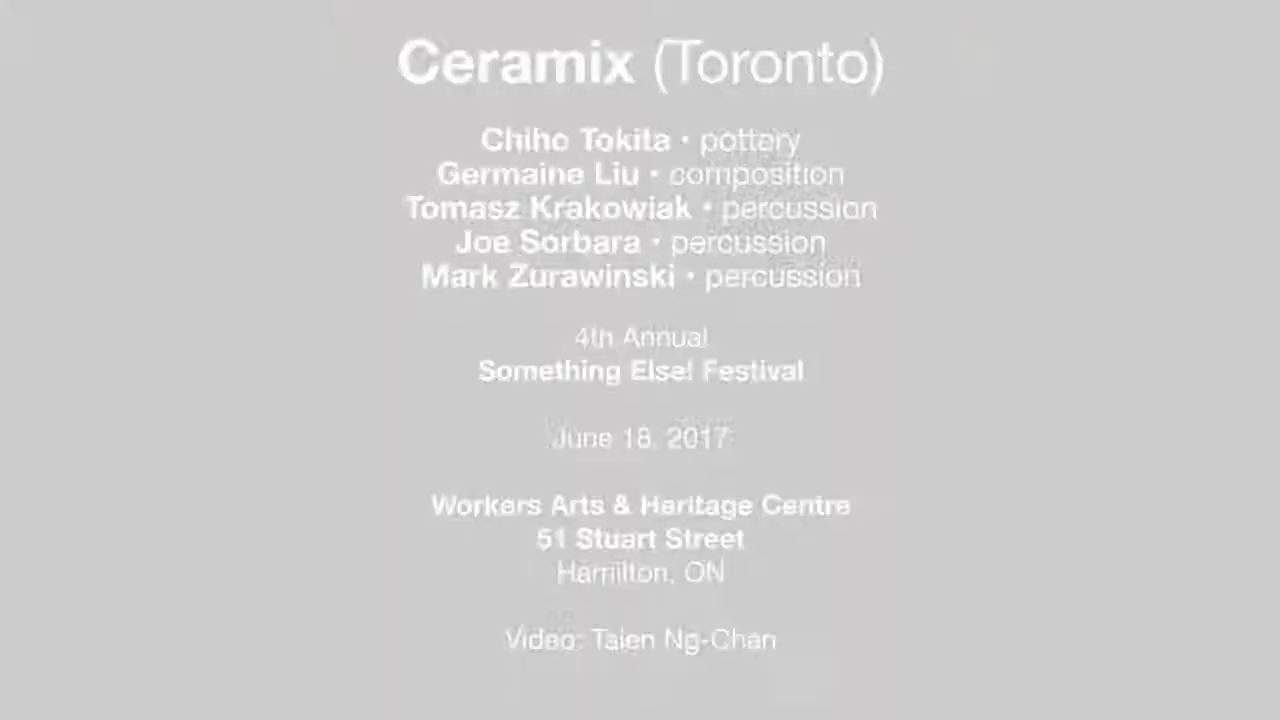 Ceramix (Toronto)
Chiho Tokita • pottery
Germaine Liu • composition
Tomasz Krakowiak • percussion
Joe Sorbara • percussion
Mark Zurawinski • percussion
4th Annual
Something Else! Festival
June 18, 2017
Workers Arts & Heritage Centre
51 Stuart Street
Hamilton, ON
Video: Taien Ng-Chan